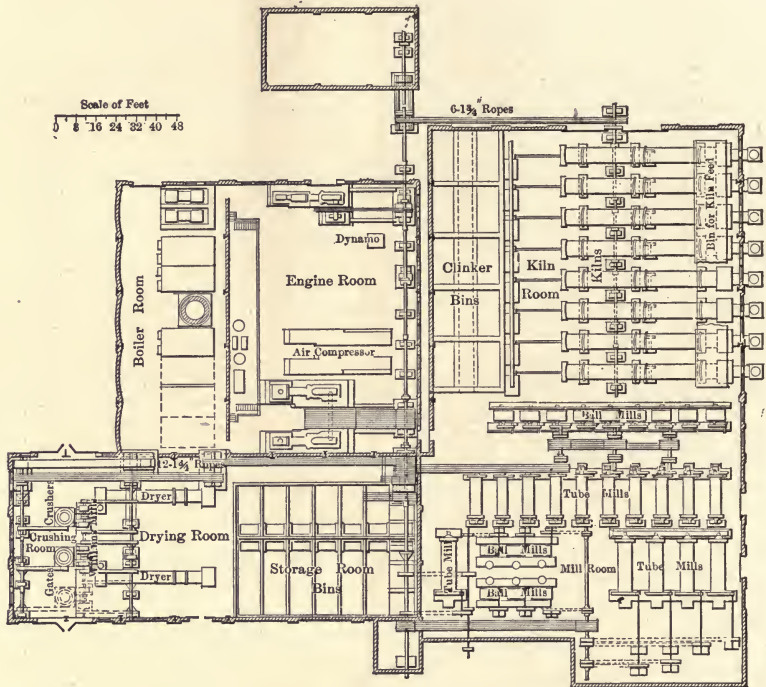 Scale of Feet
0 8 16 24 32 40 48
6-1¾" Ropes
Dynamo
Engine Room
Boiler Room
Air Compressor
Clinker
Bins
Kiln
Room
Kilns
Bin for Kiln Feed
Ball Mills
12-1¾ Ropes
Tube Mills
Crushers
Crushing
Room
Gates
Williams Mills
Dryer
Drying Room
Dryer
Storage Room
Bins
Tube Mill
Ball Mills
Ball Mills
Mill Room
Tube Mills